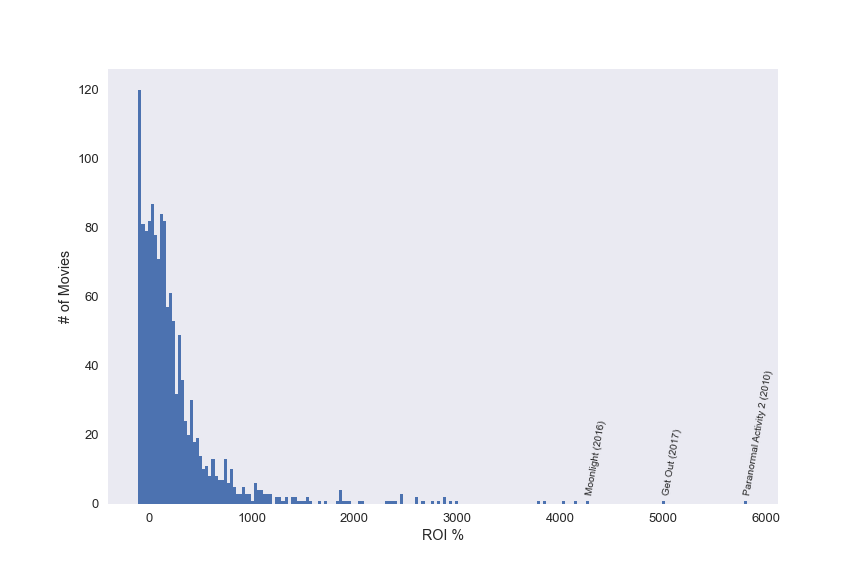 120
100
80
60
40
20
0
# of Movies
Moonlight (2016)
Get Out (2017)
Paranormal Activity 2 (2010)
0 1000 2000 3000 4000 5000 6000
ROI %